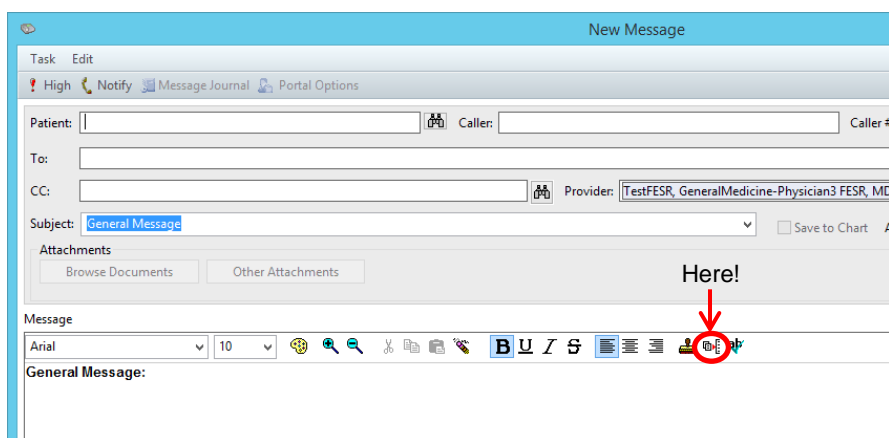 New Message
Task Edit
High Notify Message Journal Portal Options
Patient: Caller: Caller #
To:
CC: Provider: TestFESR, GeneralMedicine-Physician3 FESR, MD
Subject: General Message Save to Chart A
Attachments
Browse Documents Other Attachments
Here!
Message
Arial 10 B U I S ab
General Message: